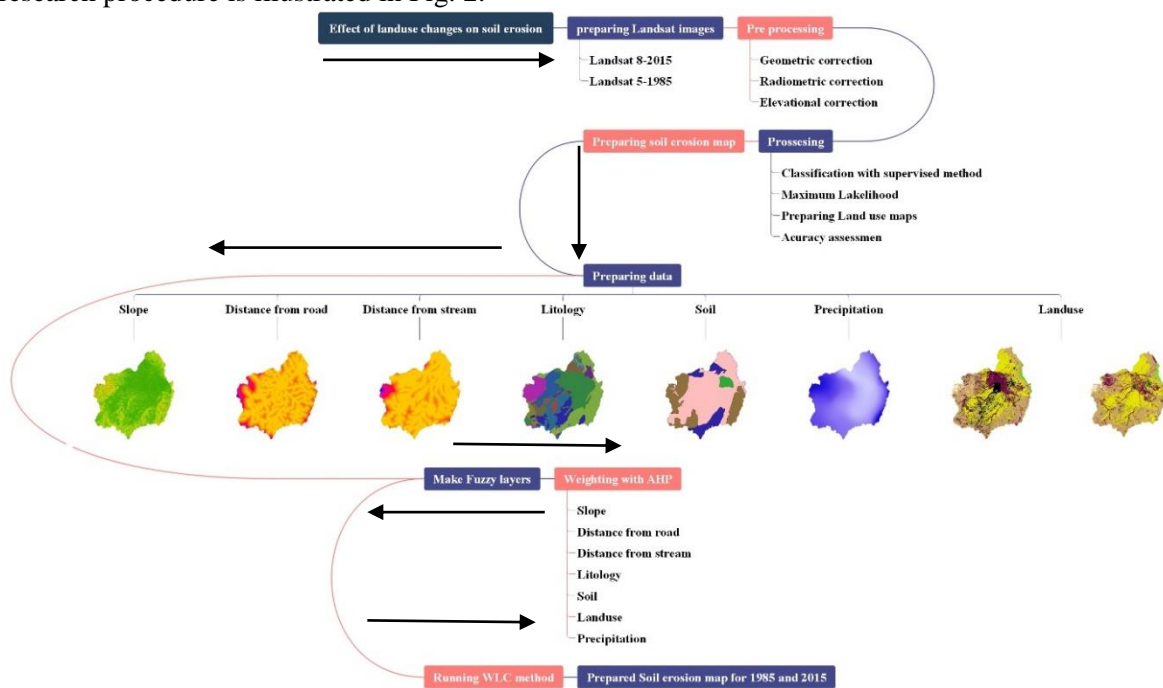 research procedure is illustrated in Fig. 2.
Effect of landuse changes on soil erosion
preparing Landsat images
Pre processing
Landsat 8-2015
Landsat 5-1985
Geometric correction
Radiometric correction
Elevational correction
Preparing soil erosion map
Prossesing
Classification with supervised method
Maximum Lakelihood
Preparing Land use maps
Acuracy assessmen
Preparing data
Slope
Distance from road
Distance from stream
Litology
Soil
Precipitation
Landuse
Make Fuzzy layers
Weighting with AHP
Slope
Distance from road
Distance from stream
Litology
Soil
Landuse
Precipitation
Running WLC method
Prepared Soil erosion map for 1985 and 2015